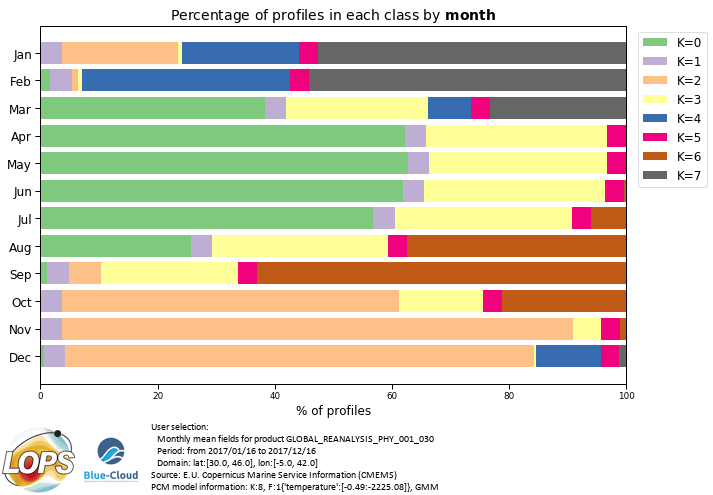 Percentage of profiles in each class by month
Jan
Feb
Mar
Apr
May
Jun
Jul
Aug
Sep
Oct
Nov
Dec
0 20 40 60 80 100
% of profiles
K=0
K=1
K=2
K=3
K=4
K=5
K=6
K=7
LOPS
Blue-Cloud
User selection:
Monthly mean fields for product GLOBAL_REANALYSIS_PHY_001_030
Period: from 2017/01/16 to 2017/12/16
Domain: lat:[30.0, 46.0], lon:[-5.0, 42.0]
Source: E.U. Copernicus Marine Service Information (CMEMS)
PCM model information: K:8, F:1{'temperature':[-0.49:-2225.08]}, GMM